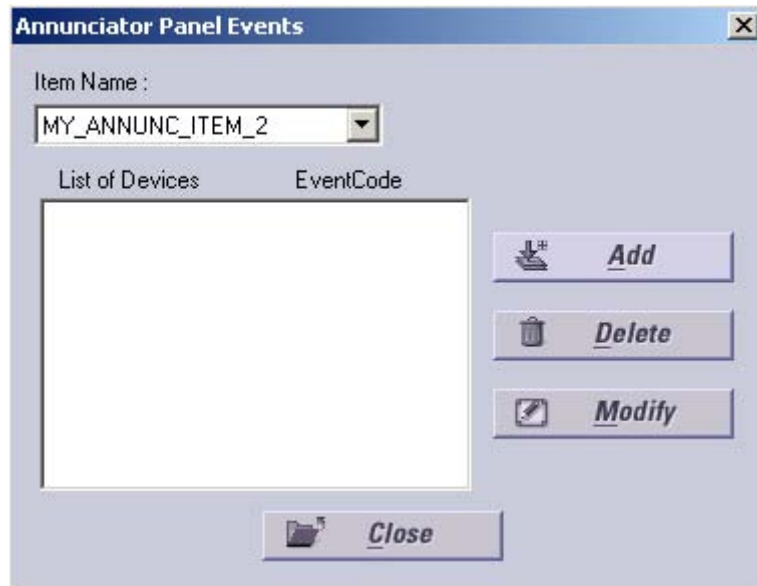 Annunciator Panel Events
Item Name :
MY_ANNUNC_ITEM_2
List of Devices EventCode
Add
Delete
Modify
Close